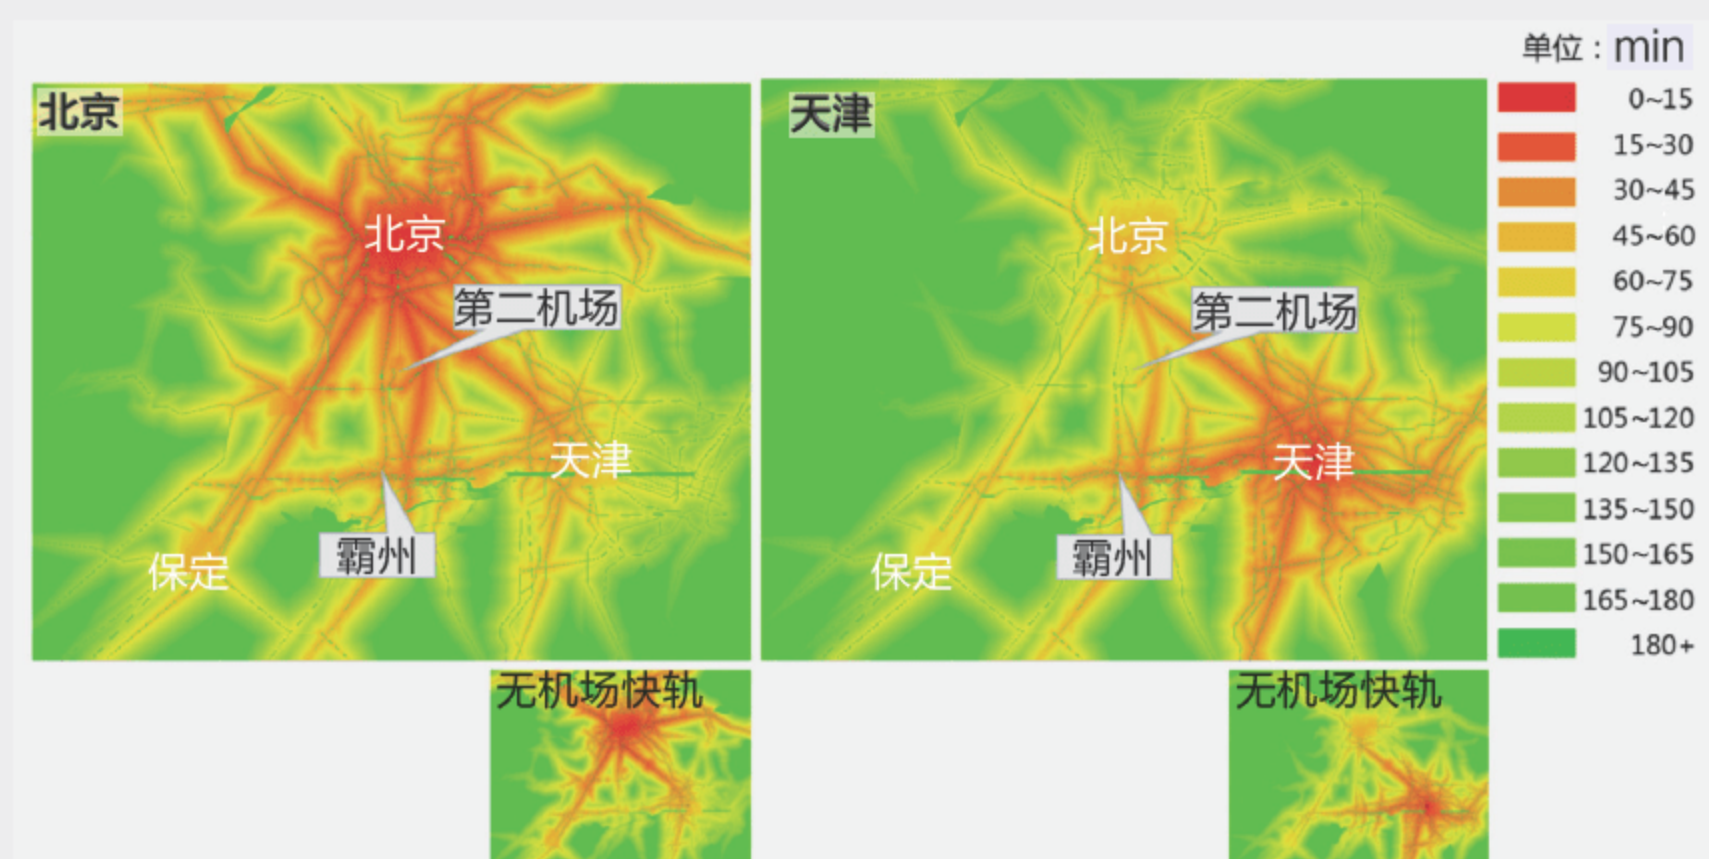 单位：min
北京
北京
第二机场
天津
霸州
保定
天津
北京
第二机场
天津
霸州
保定
0~15
15~30
30~45
45~60
60~75
75~90
90~105
105~120
120~135
135~150
150~165
165~180
180+
无机场快轨
无机场快轨